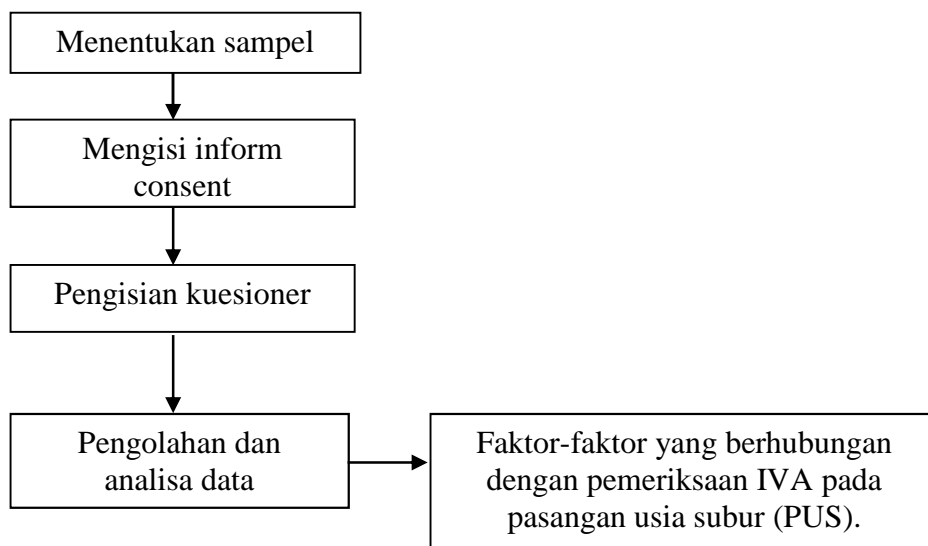 Menentukan sampel
Mengisi inform
consent
Pengisian kuesioner
Pengolahan dan
analisa data
Faktor-faktor yang berhubungan
dengan pemeriksaan IVA pada
pasangan usia subur (PUS).